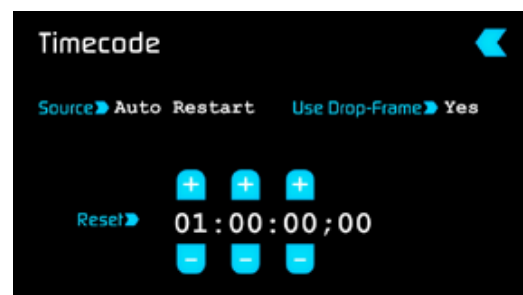 Timecode
Source Auto Restart Use Drop-Frame Yes
+ + +
Reset 01:00:00;00
- - -